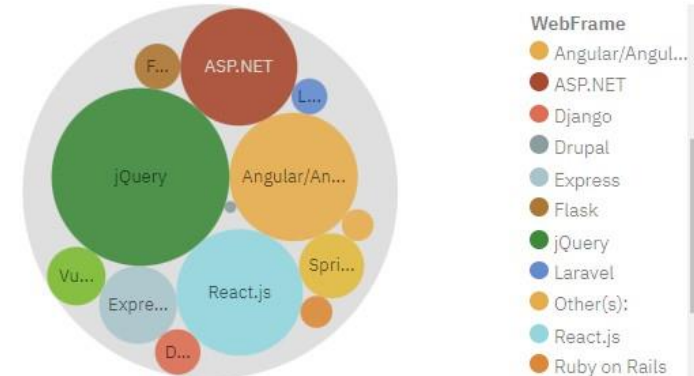 F...
ASP.NET
L...
jQuery
Angular/An...
Vu...
Spri...
Expre...
React.js
D...
WebFrame
Angular/Angul...
ASP.NET
Django
Drupal
Express
Flask
jQuery
Laravel
Other(s):
React.js
Ruby on Rails